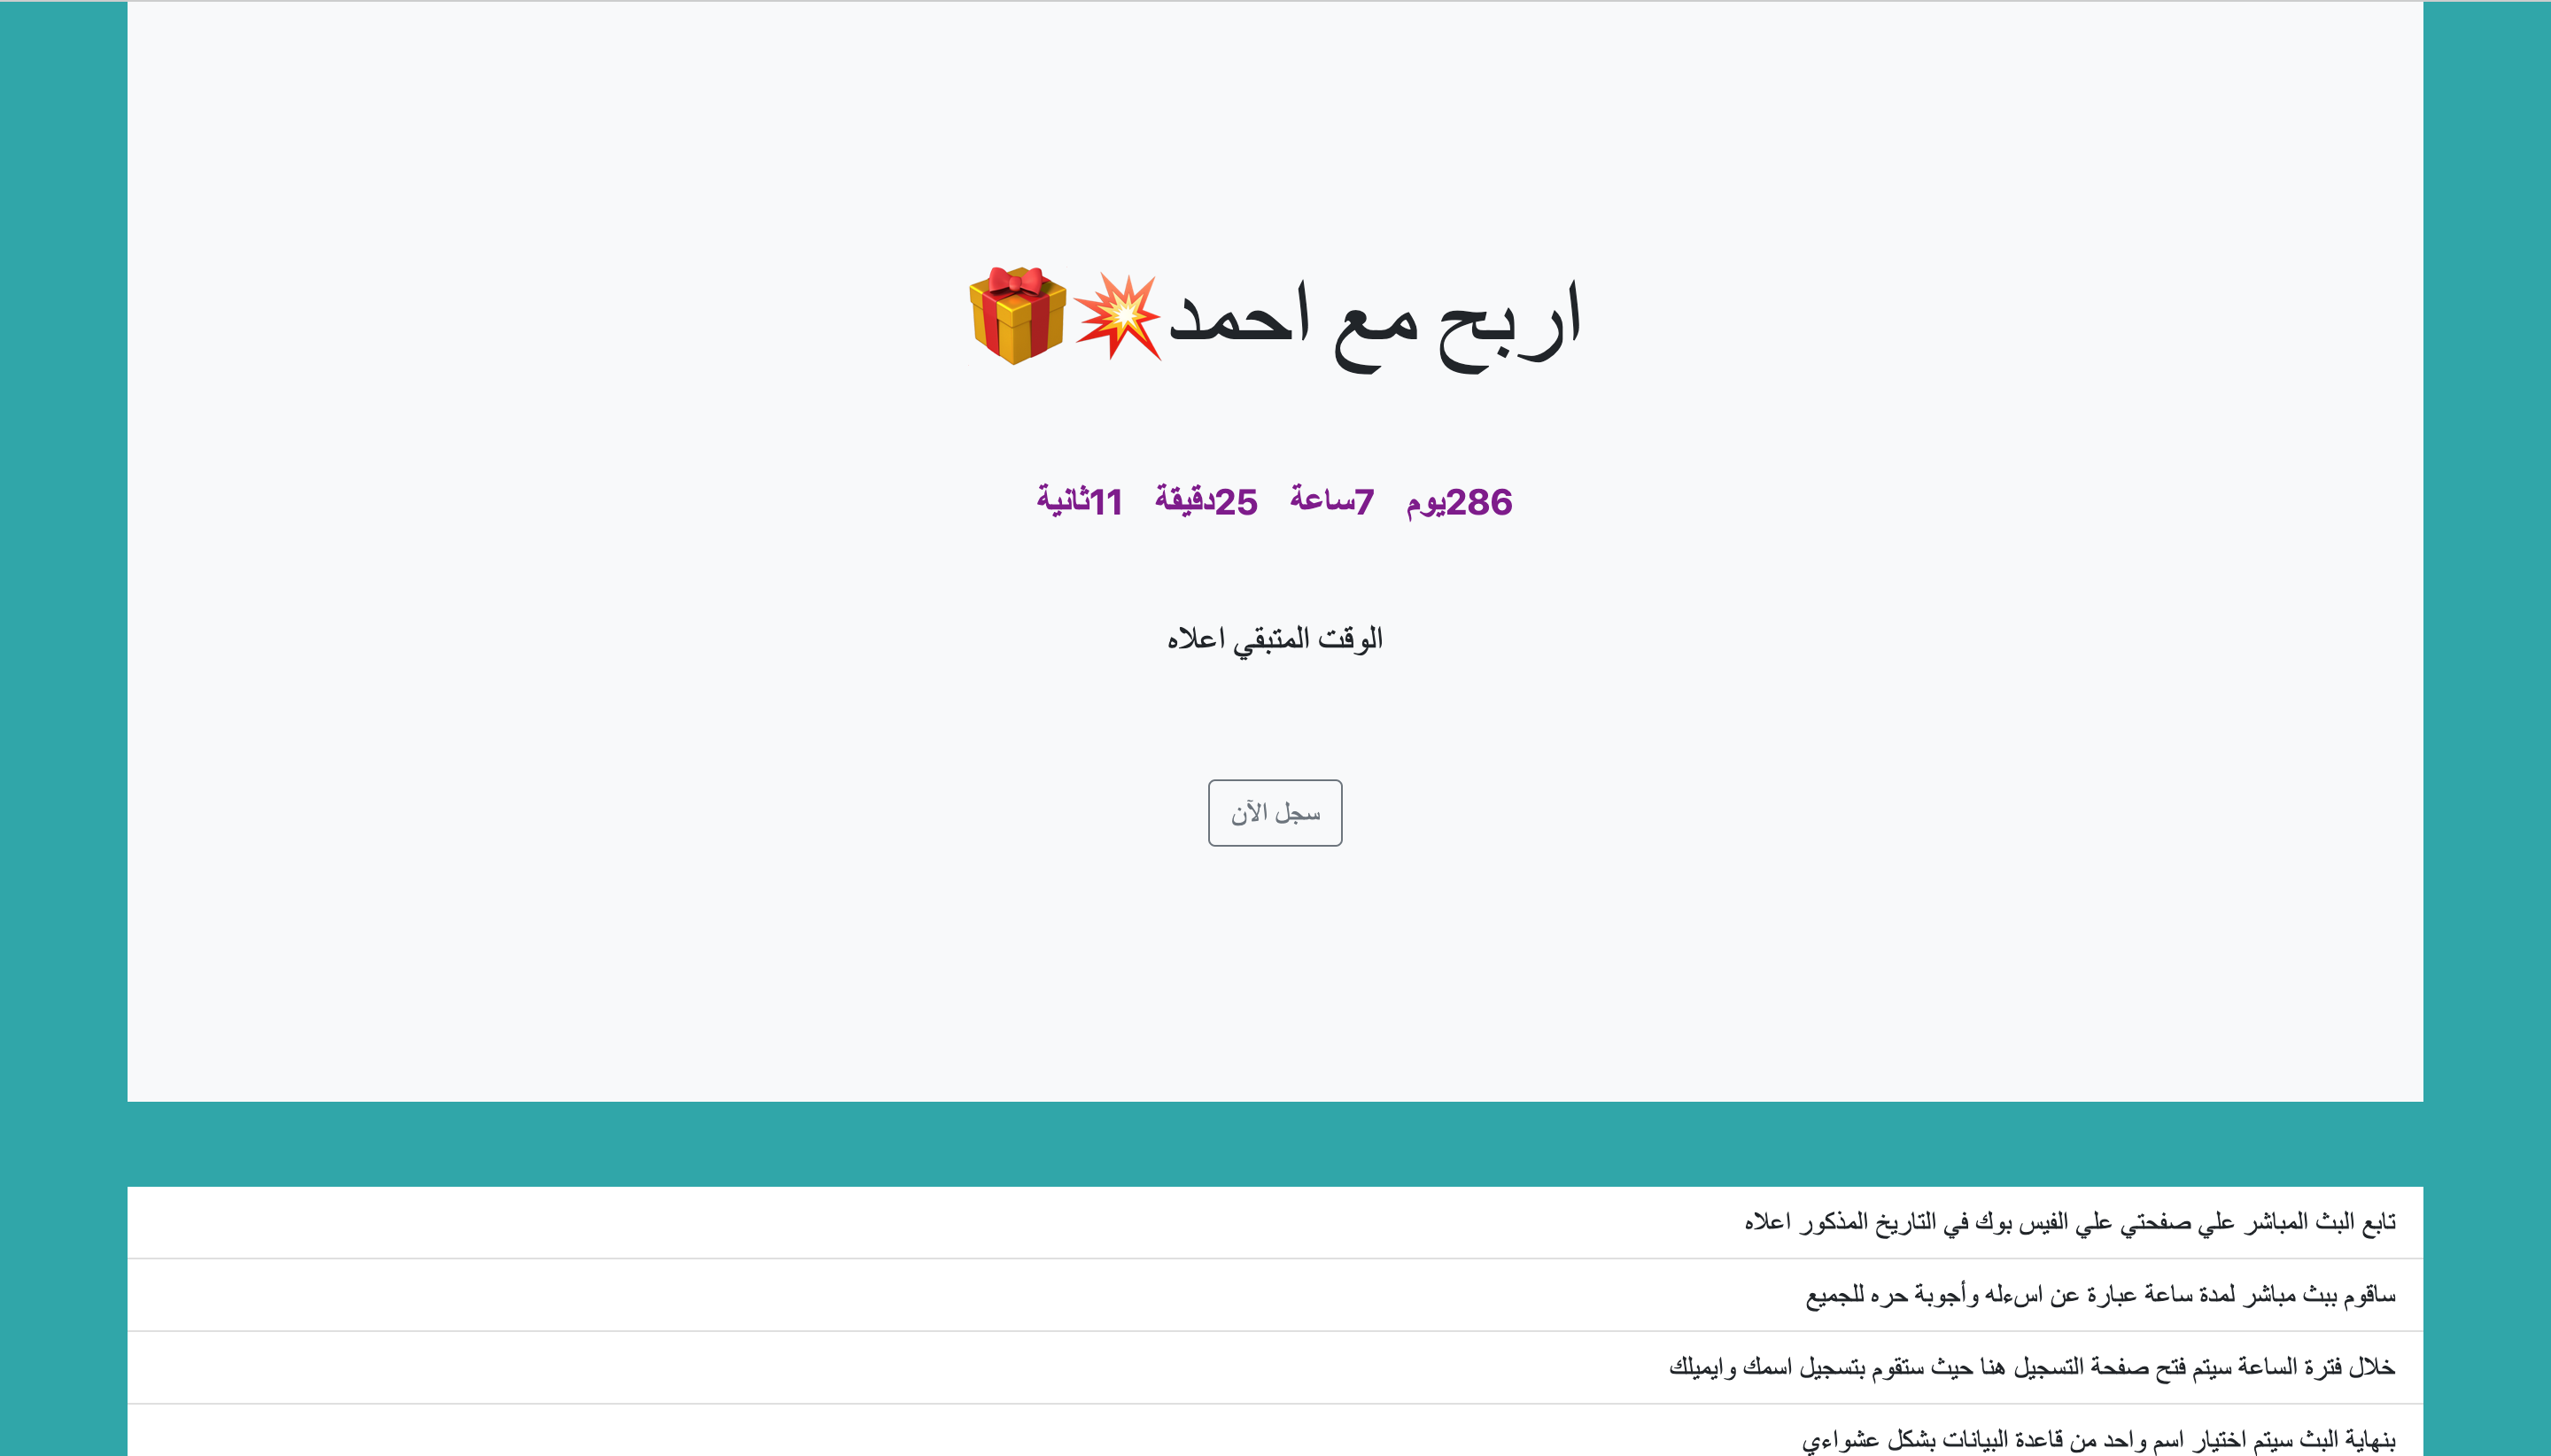 اربح مع احمد💥🎁
286يوم 7ساعة 25دقيقة 11ثانية
الوقت المتبقي اعلاه
سجل الآن
تابع البث المباشر علي صفحتي علي الفيس بوك في التاريخ المذكور اعلاه
ساقوم ببث مباشر لمدة ساعة عبارة عن اسءله وأجوبة حره للجميع
خلال فترة الساعة سيتم فتح صفحة التسجيل هنا حيث ستقوم بتسجيل اسمك وايميلك
بنهاية البث سيتم اختيار اسم واحد من قاعدة البيانات بشكل عشواءي